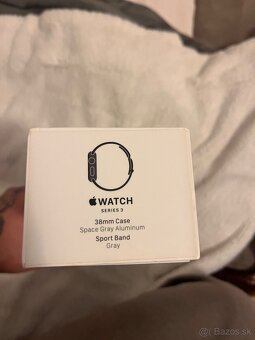 WATCH
SERIES 3
38mm Case
Space Gray Aluminum
Sport Band
Gray
Bazos.sk